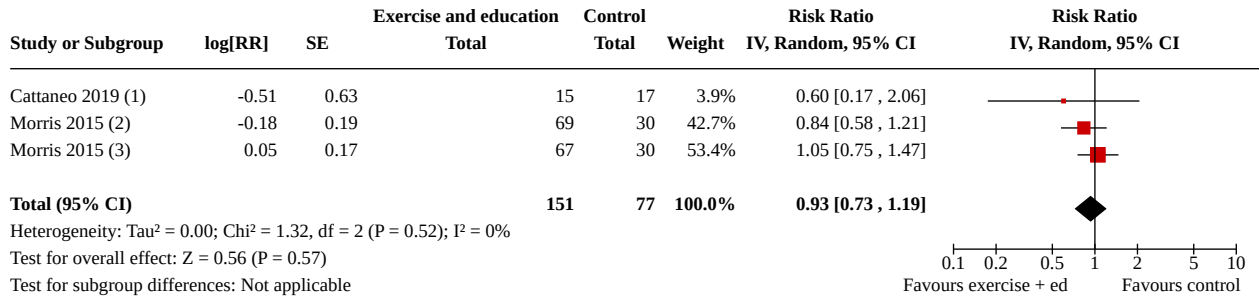 Exercise and education Control Risk Ratio Risk Ratio
Study or Subgroup log[RR] SE Total Total Weight IV, Random, 95% CI IV, Random, 95% CI
Cattaneo 2019 (1) -0.51 0.63 15 17 3.9% 0.60 [0.17 , 2.06]
Morris 2015 (2) -0.18 0.19 69 30 42.7% 0.84 [0.58 , 1.21]
Morris 2015 (3) 0.05 0.17 67 30 53.4% 1.05 [0.75 , 1.47]
Total (95% CI) 151 77 100.0% 0.93 [0.73 , 1.19]
Heterogeneity: Tau² = 0.00; Chi² = 1.32, df = 2 (P = 0.52); I² = 0%
Test for overall effect: Z = 0.56 (P = 0.57) 0.1 0.2 0.5 1 2 5 10
Test for subgroup differences: Not applicable Favours exercise + ed Favours control